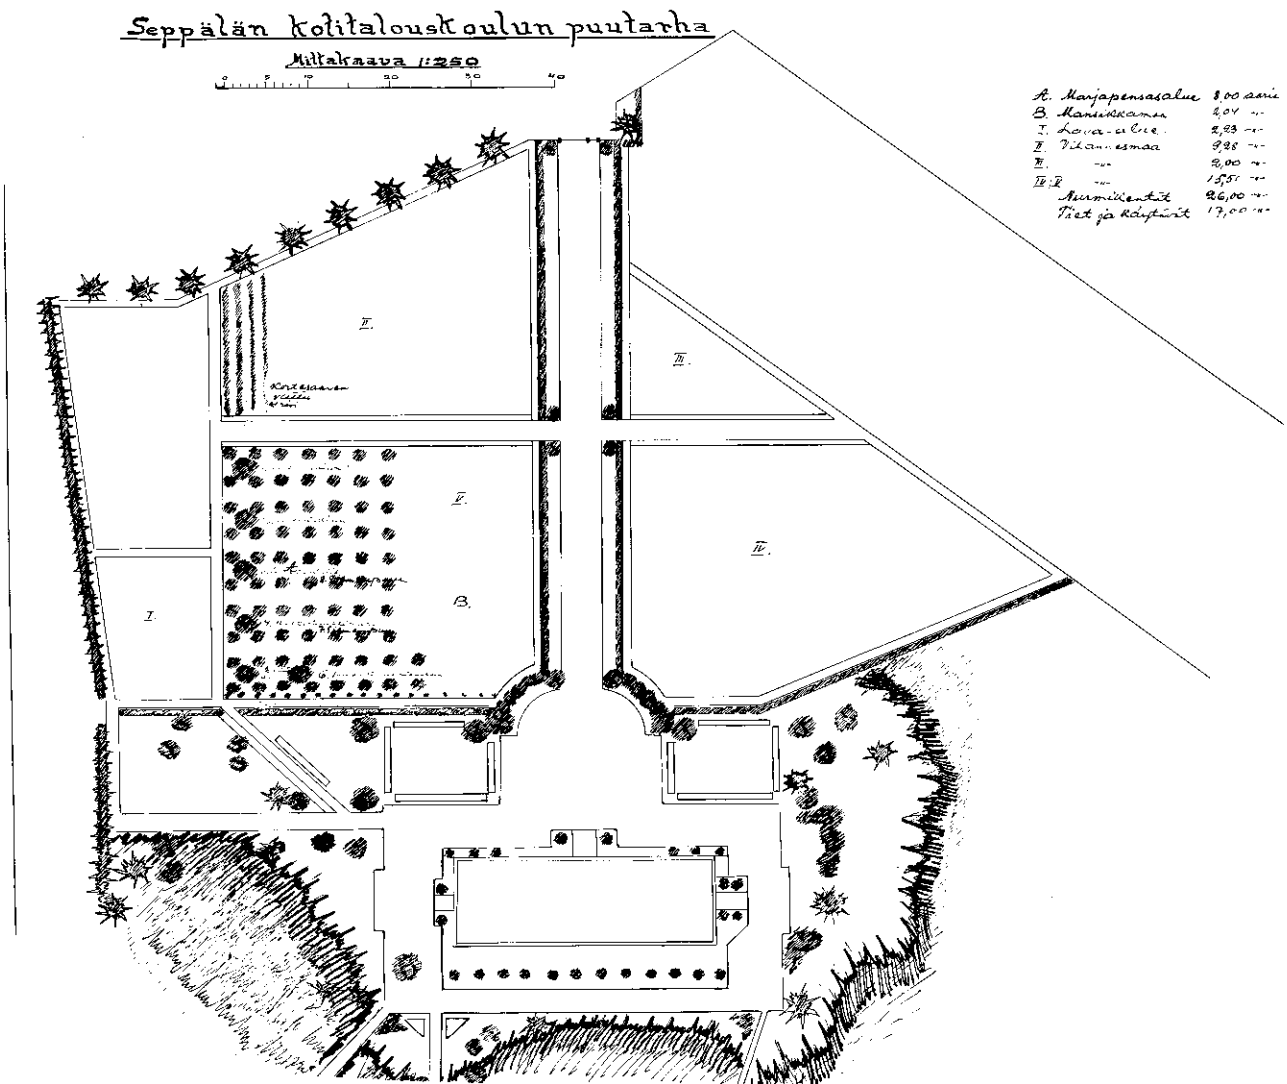 Seppälän kotitalouskoulun puutarha
Mittakaava 1:250
0 5 10 20 30 40
A. Marjapensasalue 8,00 aaria
B. Mansikkamaa 2,04 -"-
I. Lava-alue. 2,93 -"-
II. Vihannesmaa 9,28 -"-
III. -"- 2,00 -"-
IV-V -"- 15,51 -"-
Nurmikentät 26,00 -"-
Tiet ja käytävät 17,00 -"-
II.
III.
V.
IV.
A.
B.
I.